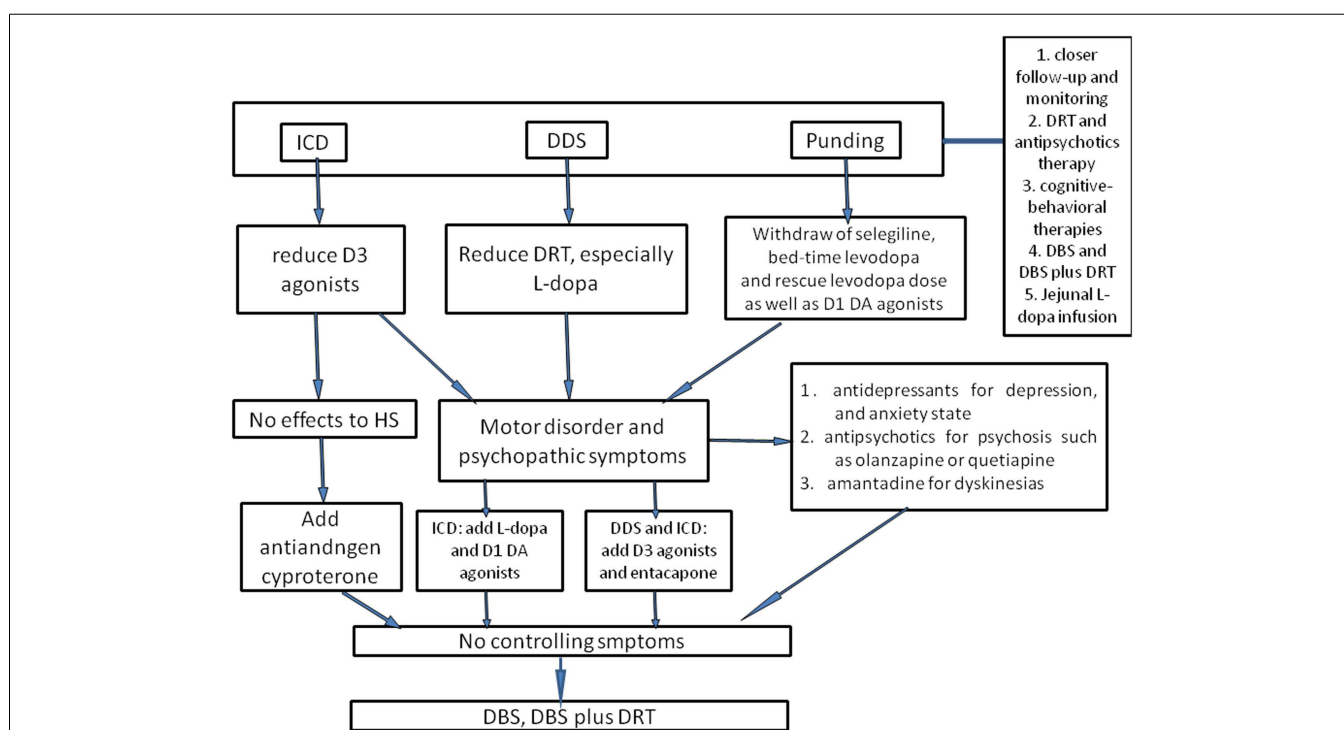 ICD
DDS
Punding
1. closer
follow-up and
monitoring
2. DRT and
antipsychotics
therapy
3. cognitive-
behavioral
therapies
4. DBS and
DBS plus DRT
5. Jejunal L-
dopa infusion
reduce D3
agonists
Reduce DRT, especially
L-dopa
Withdraw of selegiline,
bed-time levodopa
and rescue levodopa dose
as well as D1 DA agonists
No effects to HS
Motor disorder and
psychopathic symptoms
1. antidepressants for depression,
and anxiety state
2. antipsychotics for psychosis such
as olanzapine or quetiapine
3. amantadine for dyskinesias
Add
antiandngen
cyproterone
ICD: add L-dopa
and D1 DA
agonists
DDS and ICD:
add D3 agonists
and entacapone
No controlling smptoms
DBS, DBS plus DRT